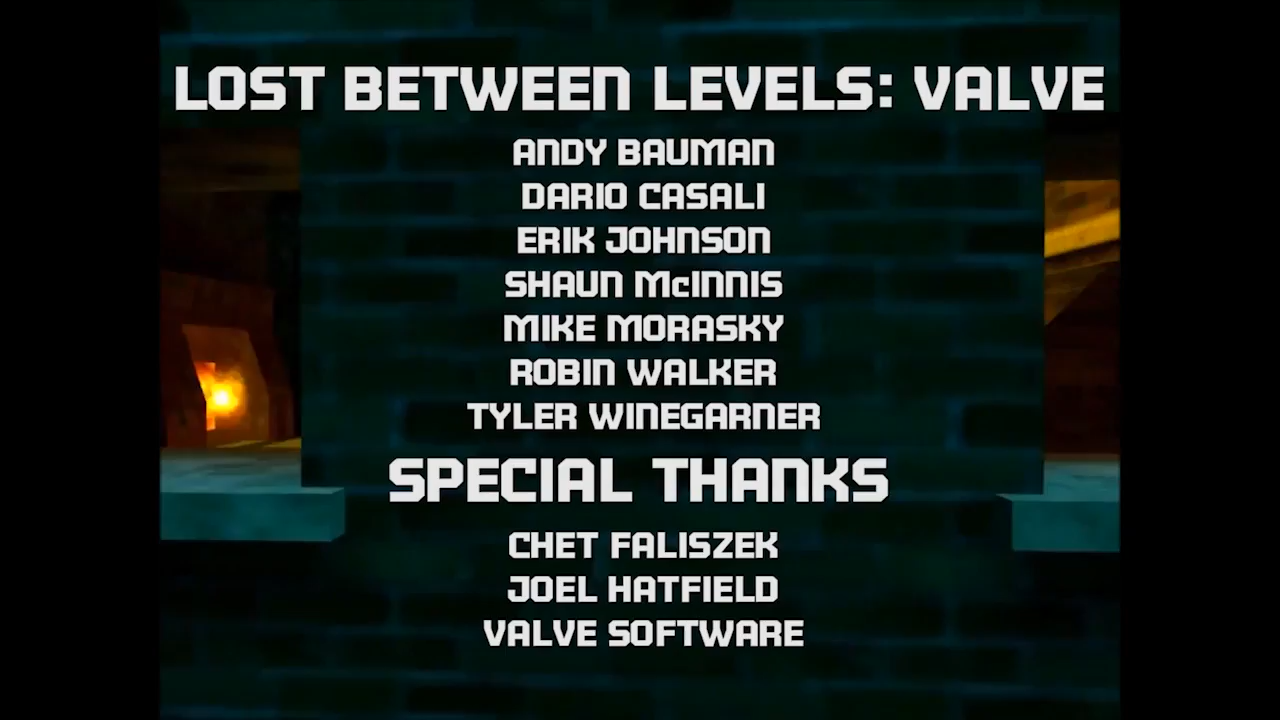 LOST BETWEEN LEVELS: VALVE
ANDY BAUMAN
DARIO CASALI
ERIK JOHNSON
SHAUN McINNIS
MIKE MORASKY
ROBIN WALKER
TYLER WINEGARNER
SPECIAL THANKS
CHET FALISZEK
JOEL HATFIELD
VALVE SOFTWARE